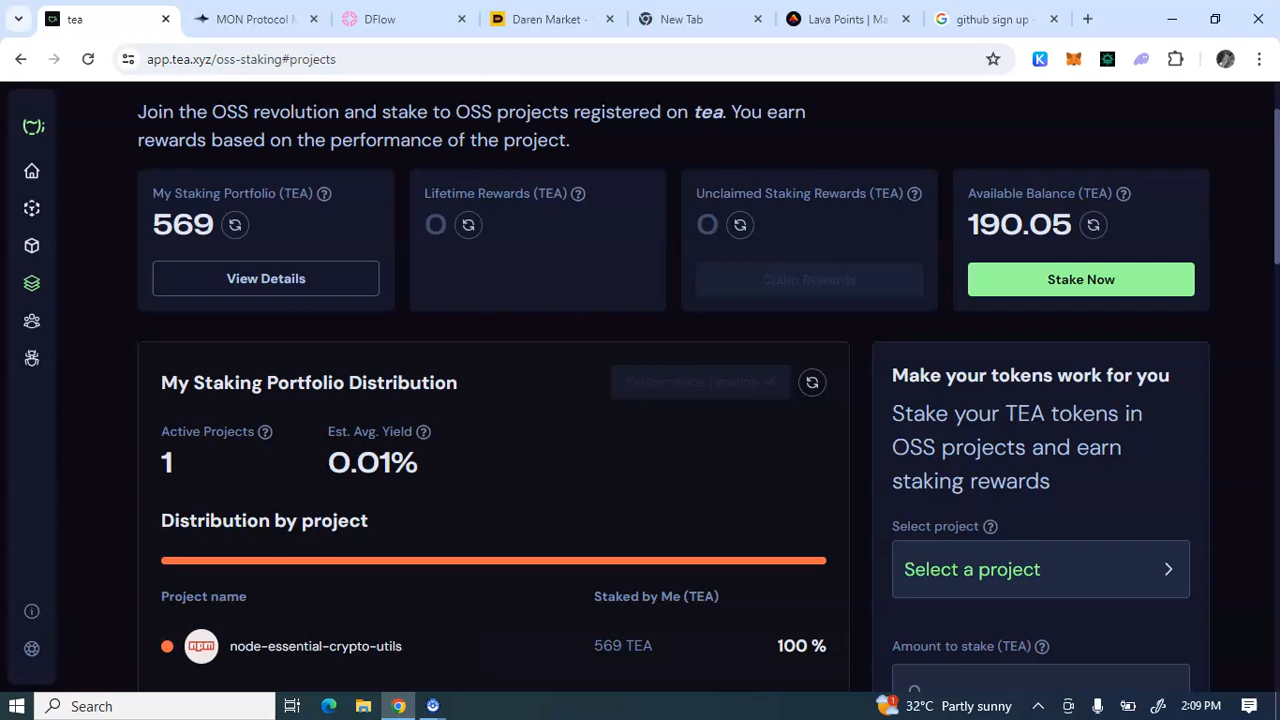 tea
MON Protocol M
DFlow
Daren Market -
New Tab
Lava Points | Ma
github sign up -
app.tea.xyz/oss-staking#projects
Join the OSS revolution and stake to OSS projects registered on tea. You earn
rewards based on the performance of the project.
My Staking Portfolio (TEA)
569
View Details
Lifetime Rewards (TEA)
0
Unclaimed Staking Rewards (TEA)
0
Claim Rewards
Available Balance (TEA)
190.05
Stake Now
My Staking Portfolio Distribution
Performance Timeline
Active Projects
1
Est. Avg. Yield
0.01%
Distribution by project
Project name
Staked by Me (TEA)
node-essential-crypto-utils
569 TEA
100 %
Make your tokens work for you
Stake your TEA tokens in
OSS projects and earn
staking rewards
Select project
Select a project
Amount to stake (TEA)
Search
32°C Partly sunny
2:09 PM